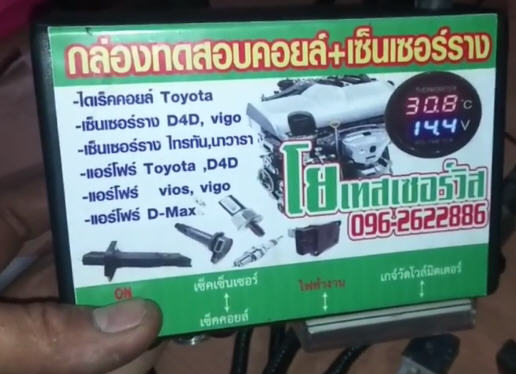 กล่องทดสอบคอยล์+เซ็นเซอร์ราง
-ไดเร็คคอยล์ Toyota
-เซ็นเซอร์ราง D4D, vigo
-เซ็นเซอร์ราง ไทรทัน,นาวารา
-แอร์โฟร์ Toyota ,D4D
-แอร์โฟร์ vios, vigo
-แอร์โฟร์ D-Max
THERMOMETER
30.8 °C
14.4 V
โยเทสเซอร์วิส
096-2622886
ON
เช็คเซ็นเซอร์
เช็คคอยล์
ไฟทำงาน
เกจ์วัดโวล์มิตเตอร์